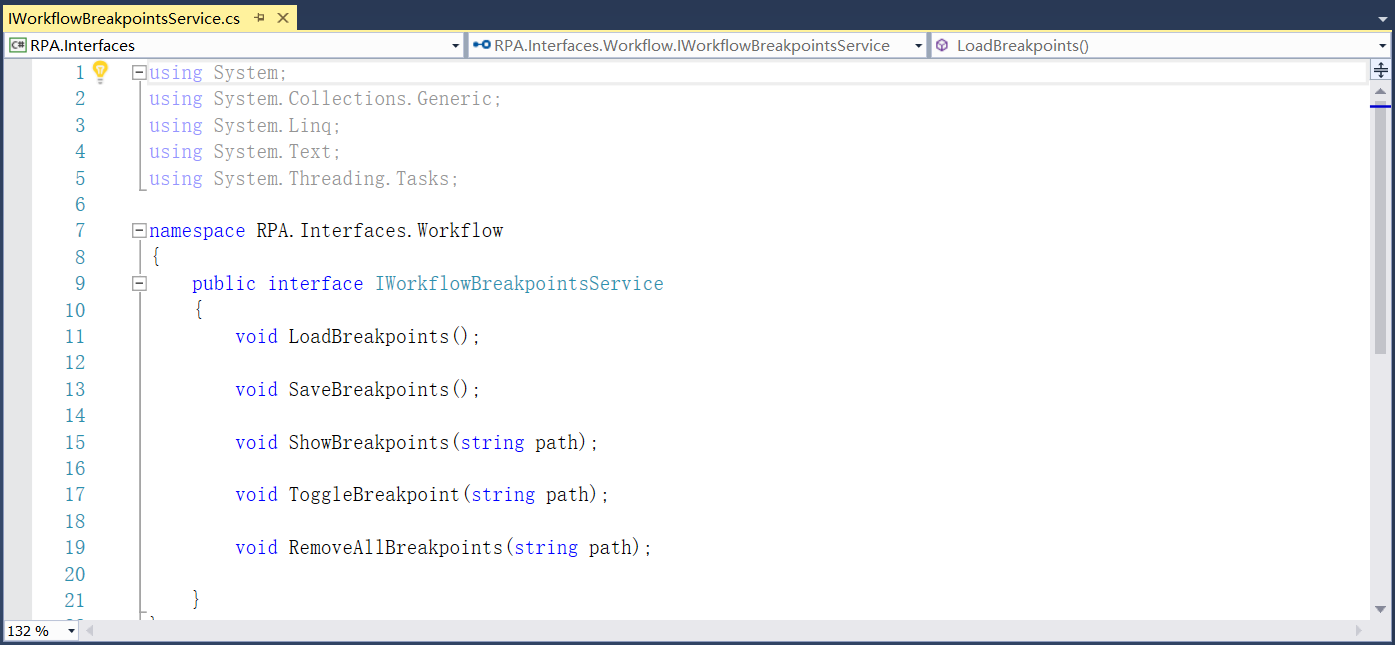 IWorkflowBreakpointsService.cs
C# RPA.Interfaces RPA.Interfaces.Workflow.IWorkflowBreakpointsService LoadBreakpoints()
1 using System;
2 using System.Collections.Generic;
3 using System.Linq;
4 using System.Text;
5 using System.Threading.Tasks;
6
7 namespace RPA.Interfaces.Workflow
8 {
9 public interface IWorkflowBreakpointsService
10 {
11 void LoadBreakpoints();
12
13 void SaveBreakpoints();
14
15 void ShowBreakpoints(string path);
16
17 void ToggleBreakpoint(string path);
18
19 void RemoveAllBreakpoints(string path);
20
21 }
132 %